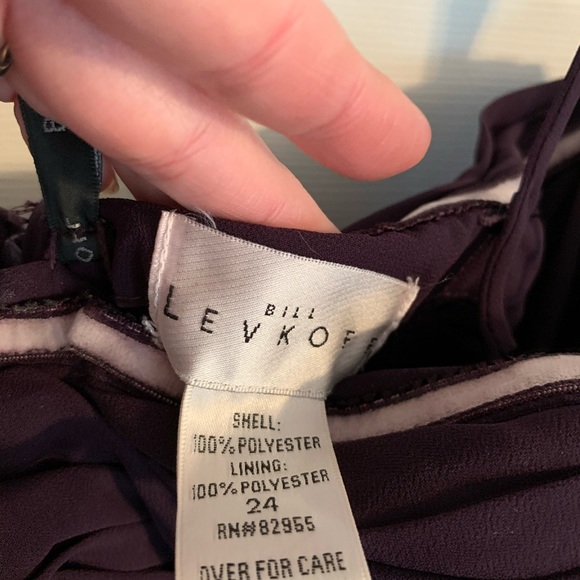 BILL
LEVKOFF
SHELL:
100% POLYESTER
LINING:
100% POLYESTER
24
RN#82955
OVER FOR CARE